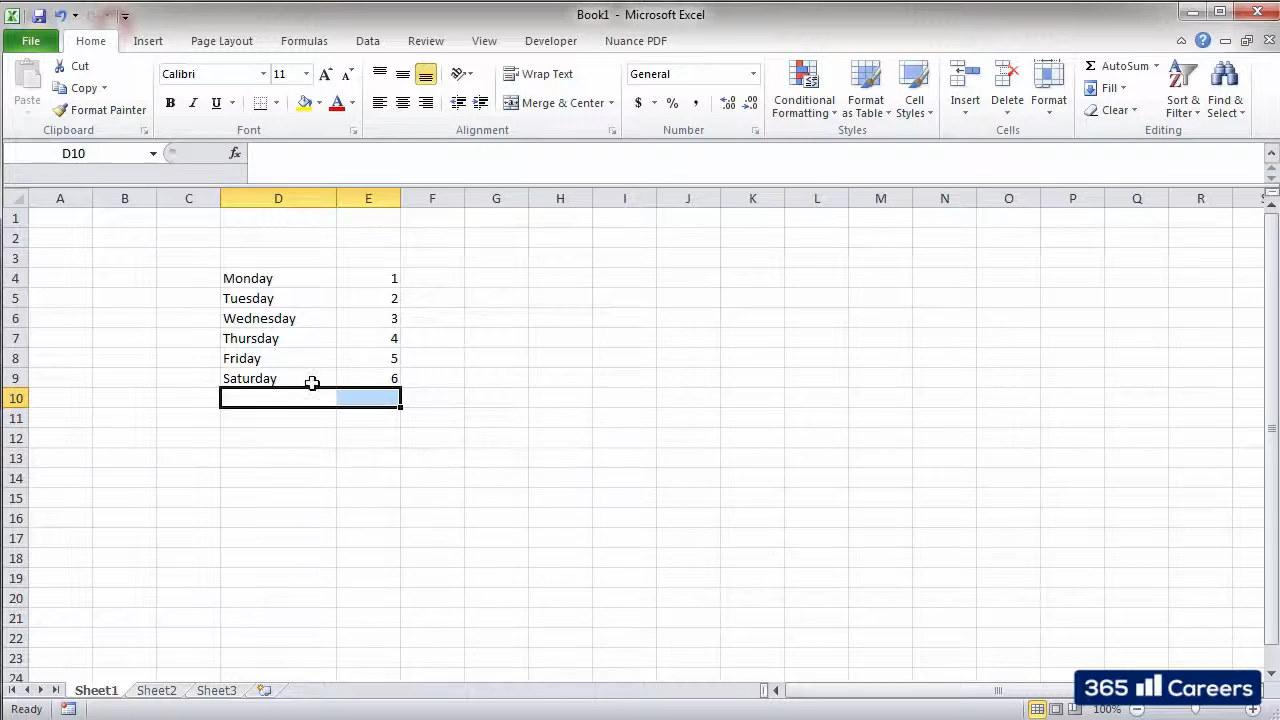 Book1 - Microsoft Excel
File Home Insert Page Layout Formulas Data Review View Developer Nuance PDF
Paste
Cut
Copy
Format Painter
Clipboard
Calibri 11
B I U
Font
Wrap Text
Merge & Center
Alignment
General
$ % ,
Number
Conditional Formatting
Format as Table
Cell Styles
Styles
Insert
Delete
Format
Cells
AutoSum
Fill
Clear
Sort & Filter
Find & Select
Editing
D10
fx
A B C D E F G H I J K L M N O P Q R
1
2
3
4 Monday 1
5 Tuesday 2
6 Wednesday 3
7 Thursday 4
8 Friday 5
9 Saturday 6
10
11
12
13
14
15
16
17
18
19
20
21
22
23
24
Sheet1 Sheet2 Sheet3
365 Careers
Ready
100%